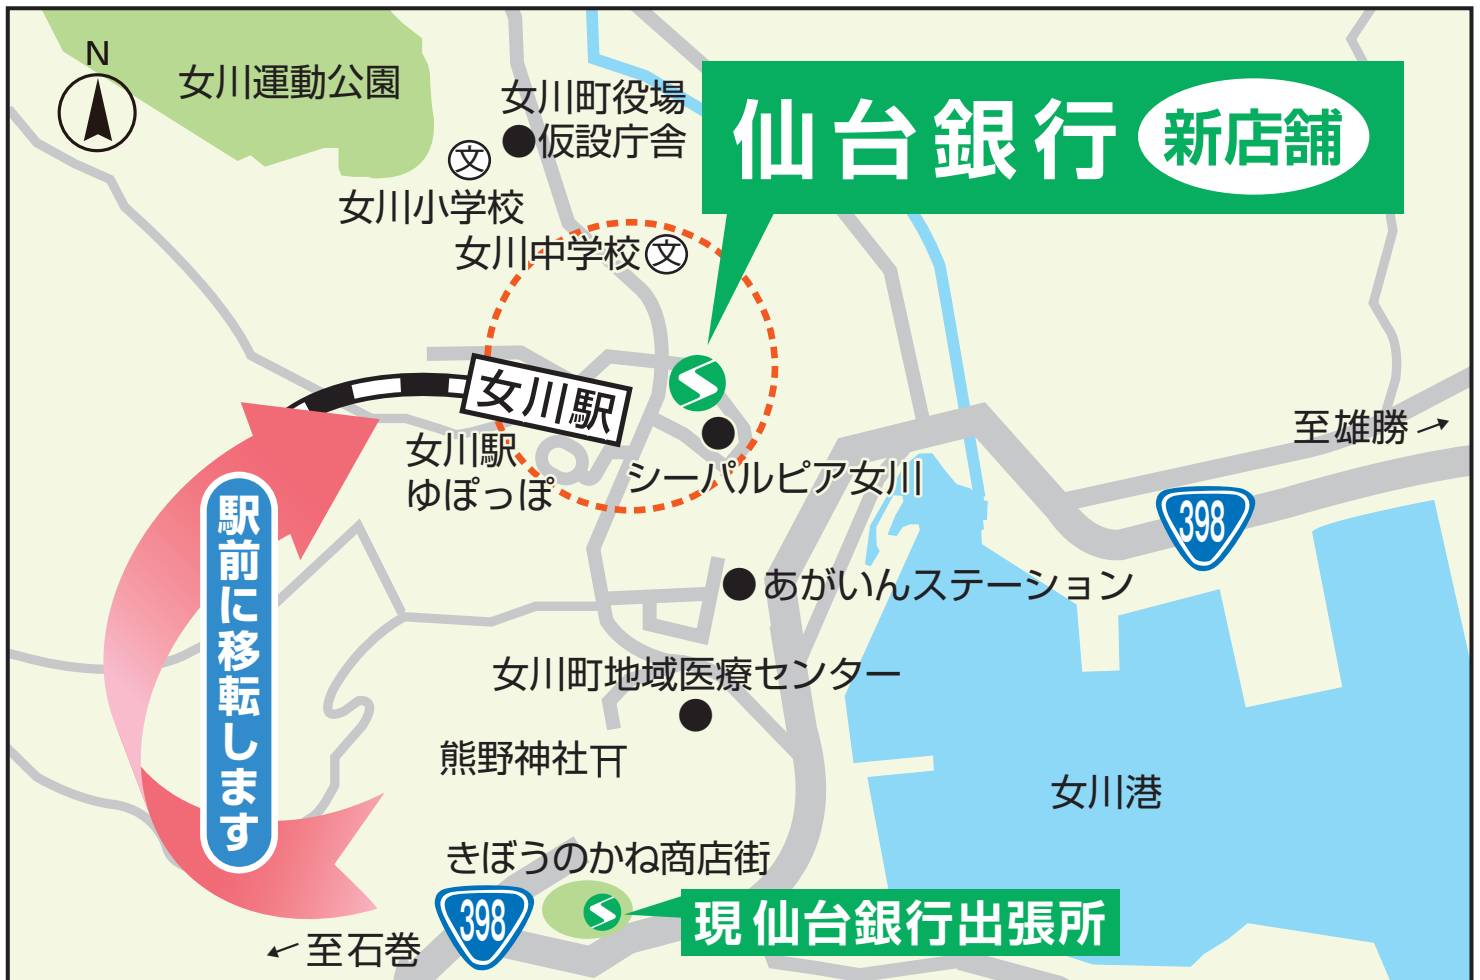 N
女川運動公園
女川町役場
仮設庁舎
文
女川小学校
女川中学校
文
仙台銀行
新店舗
女川駅
女川駅
ゆぽっぽ
シーパルピア女川
至雄勝
398
駅前に移転します
あがいんステーション
女川町地域医療センター
熊野神社
女川港
きぼうのかね商店街
398
現 仙台銀行出張所
至石巻